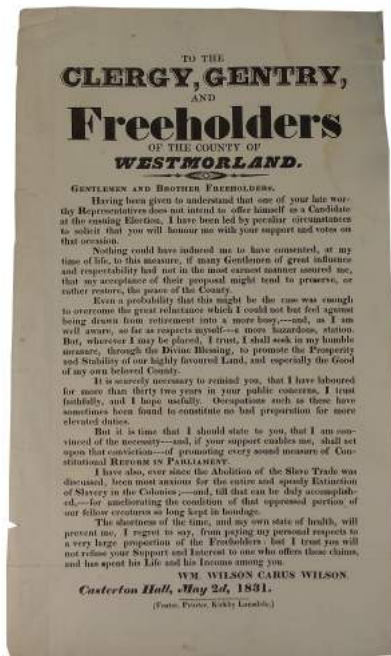 TO THE
CLERGY, GENTRY,
AND
Freeholders
OF THE COUNTY OF
WESTMORLAND.
GENTLEMEN AND BROTHER FREEHOLDERS,
Having been given to understand that one of your late wor-
thy Representatives does not intend to offer himself as a Candidate
at the ensuing Election, I have been led by peculiar circumstances
to solicit that you will honour me with your support and votes on
that occasion.
Nothing could have induced me to have consented, at my
time of life, to this measure, if many Gentlemen of great influence
and respectability had not in the most earnest manner assured me,
that my acceptance of their proposal might tend to preserve, or
rather restore, the peace of the County.
Even a probability that this might be the case was enough
to overcome the great reluctance which I could not but feel against
being drawn from retirement into a more busy,—and, as I am
well aware, so far as respects myself—a more hazardous, station.
But, wherever I may be placed, I trust, I shall seek in my humble
measure, through the Divine Blessing, to promote the Prosperity
and Stability of our highly favoured Land, and especially the Good
of my own beloved County.
It is scarcely necessary to remind you, that I have laboured
for more than thirty two years in your public concerns, I trust
faithfully, and I hope usefully. Occupations such as these have
sometimes been found to constitute no bad preparation for more
elevated duties.
But it is time that I should state to you, that I am con-
vinced of the necessity—and, if your support enables me, shall act
upon that conviction—of promoting every sound measure of Con-
stitutional REFORM IN PARLIAMENT.
I have also, ever since the Abolition of the Slave Trade was
discussed, been most anxious for the entire and speedy Extinction
of Slavery in the Colonies;—and, till that can be duly accomplish-
ed,—for ameliorating the condition of that oppressed portion of
our fellow creatures so long kept in bondage.
The shortness of the time, and my own state of health, will
prevent me, I regret to say, from paying my personal respects to
a very large proportion of the Freeholders: but I trust you will
not refuse your Support and Interest to one who offers these claims,
and has spent his Life and his Income among you.
WM. WILSON CARUS WILSON.
Casterton Hall, May 2d, 1831.
(Foster, Printer, Kirkby Lonsdale.)